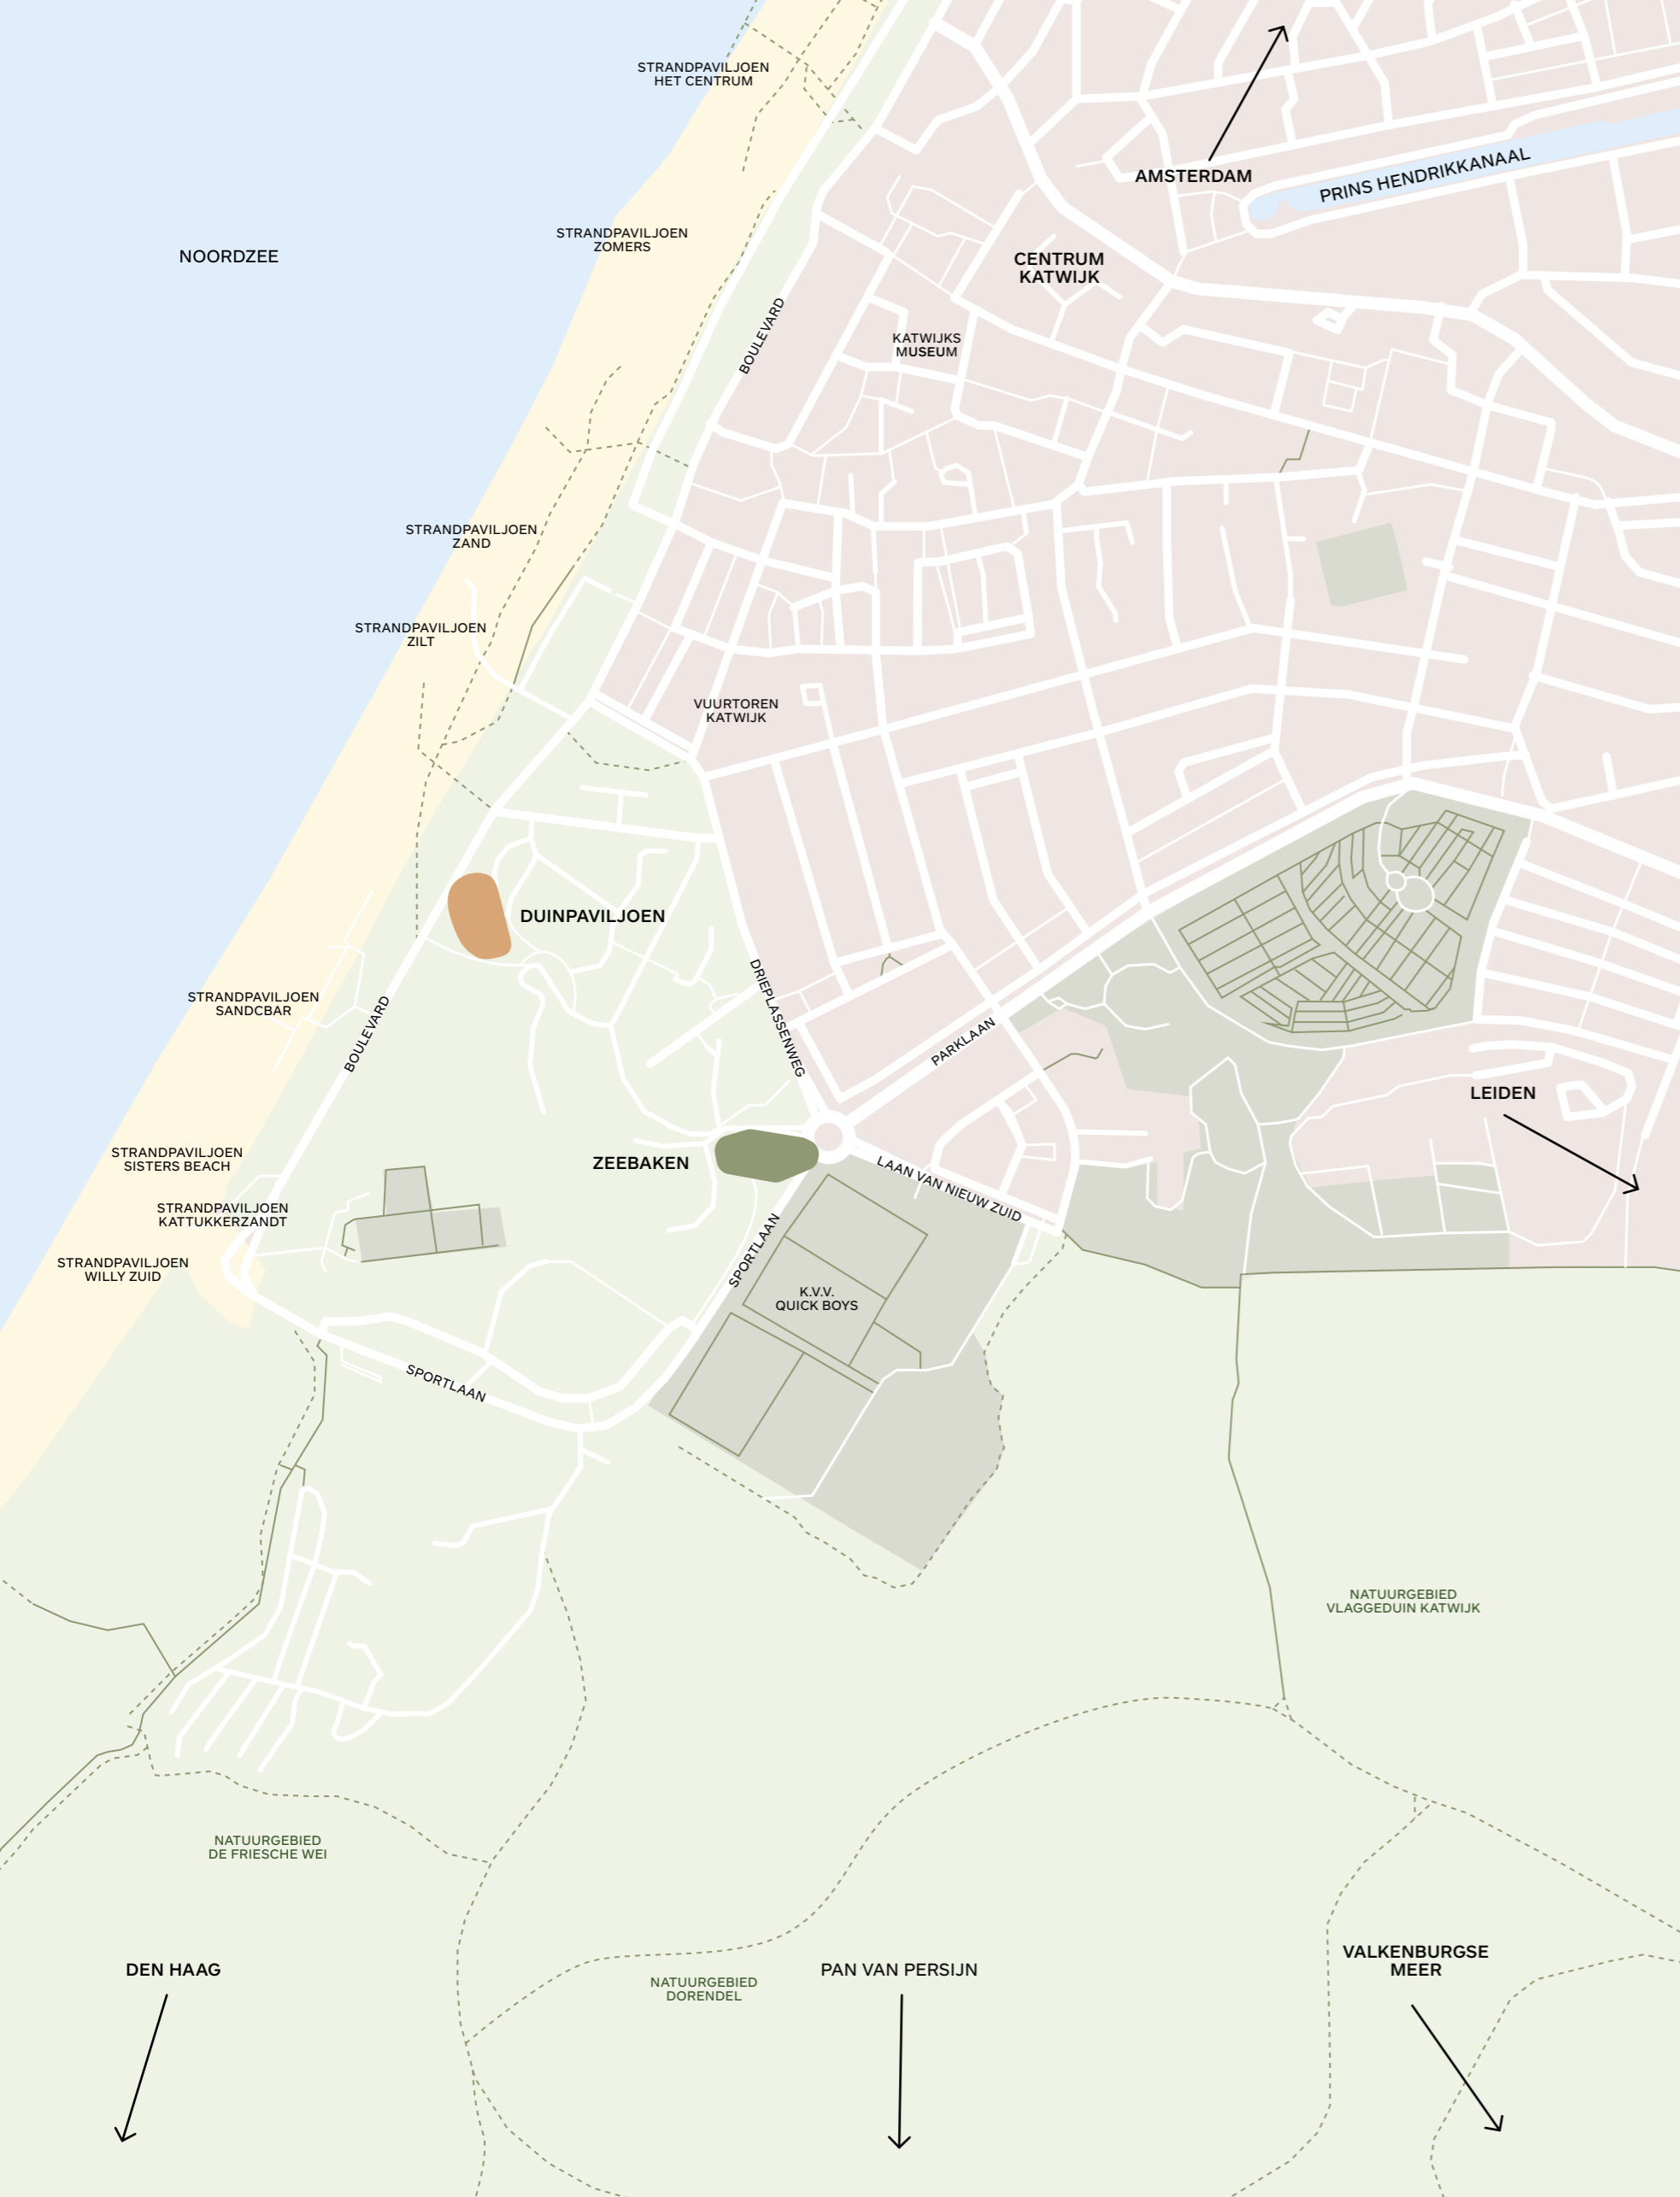 STRANDPAVILJOEN
HET CENTRUM
AMSTERDAM
PRINS HENDRIKKANAAL
STRANDPAVILJOEN
ZOMERS
NOORDZEE
CENTRUM
KATWIJK
BOULEVARD
KATWIJKS
MUSEUM
STRANDPAVILJOEN
ZAND
STRANDPAVILJOEN
ZILT
VUURTOREN
KATWIJK
DUINPAVILJOEN
STRANDPAVILJOEN
SANDCBAR
BOULEVARD
DRIEPLASSENWEG
PARKLAAN
LEIDEN
STRANDPAVILJOEN
SISTERS BEACH
ZEEBAKEN
LAAN VAN NIEUW ZUID
STRANDPAVILJOEN
KATTUKKERZANDT
STRANDPAVILJOEN
WILLY ZUID
SPORTLAAN
K.V.V.
QUICK BOYS
SPORTLAAN
NATUURGEBIED
VLAGGEDUIN KATWIJK
NATUURGEBIED
DE FRIESCHE WEI
DEN HAAG
NATUURGEBIED
DORENDEL
PAN VAN PERSIJN
VALKENBURGSE
MEER